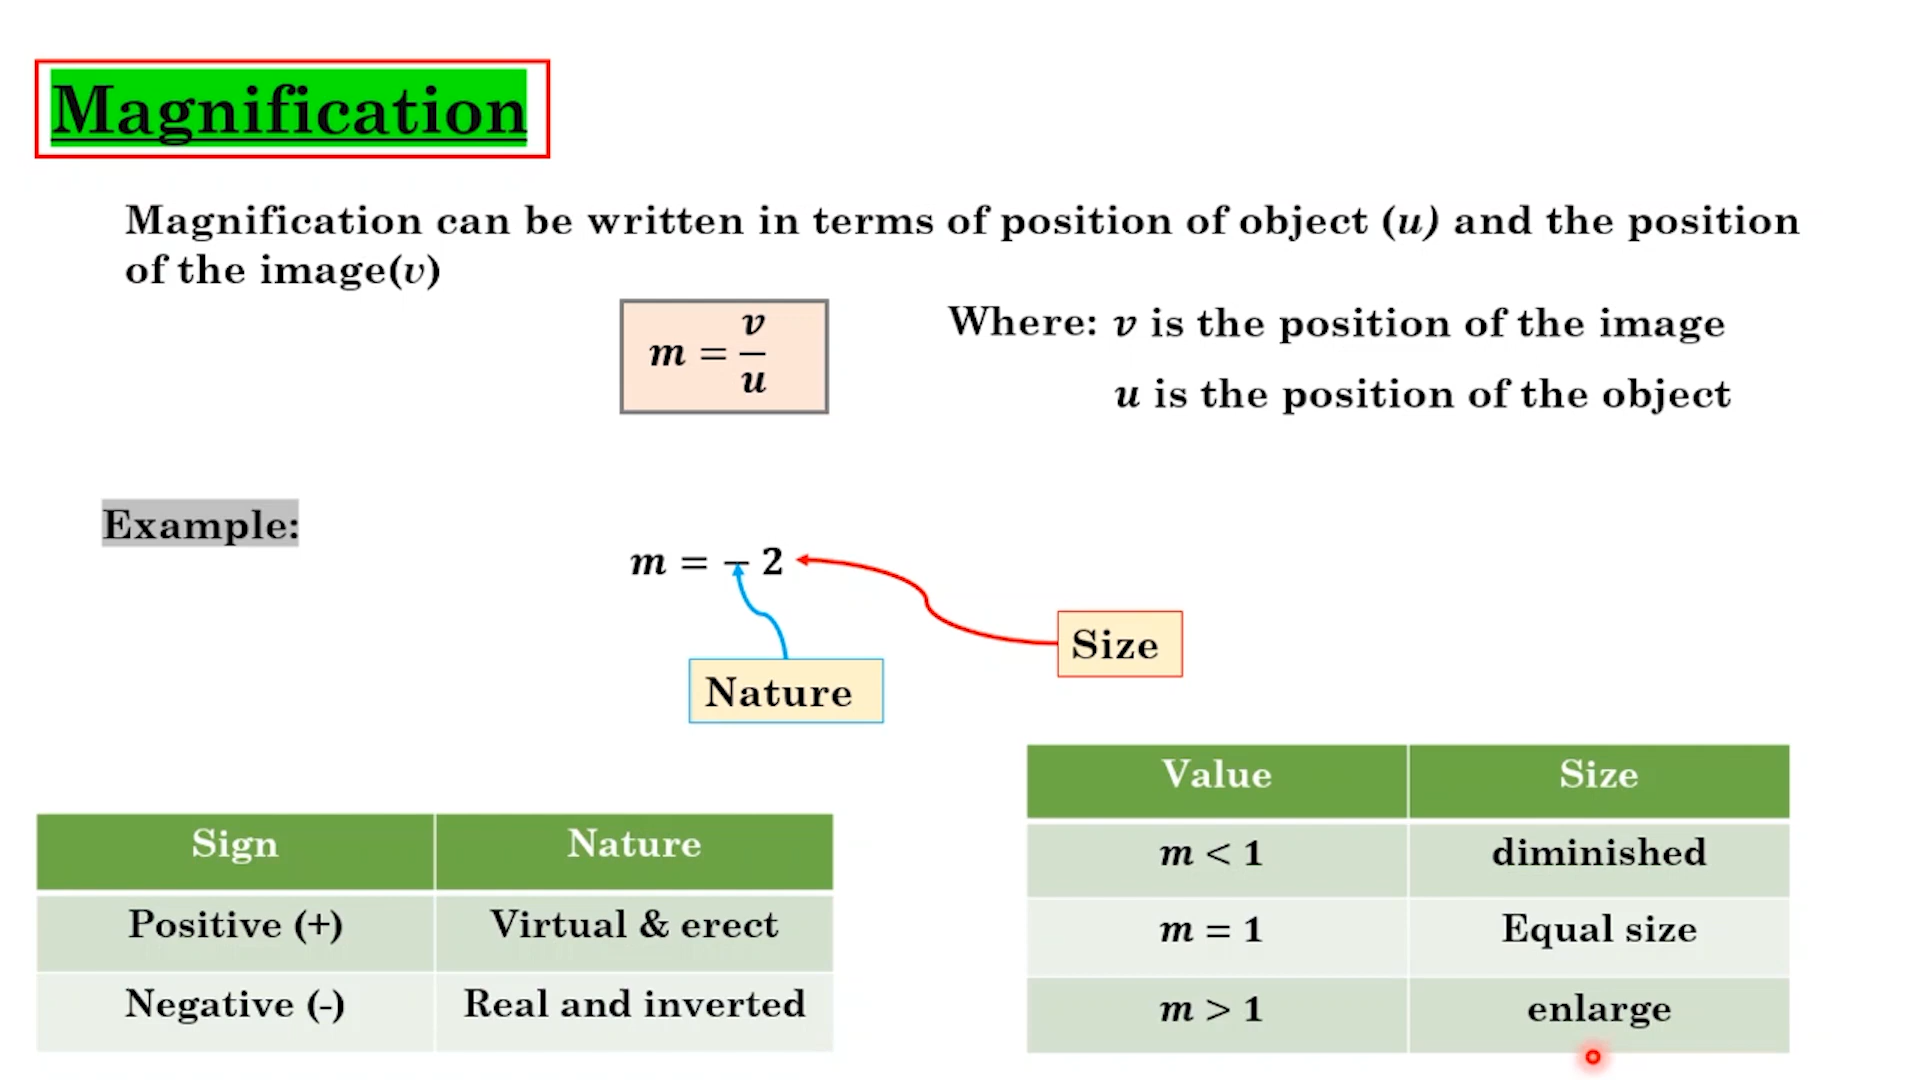 Magnification
Magnification can be written in terms of position of object (u) and the position
of the image(v)
m = v/u
Where: v is the position of the image
u is the position of the object
Example:
m = − 2
Size
Nature
Sign Nature
Positive (+) Virtual & erect
Negative (-) Real and inverted
Value Size
m < 1 diminished
m = 1 Equal size
m > 1 enlarge